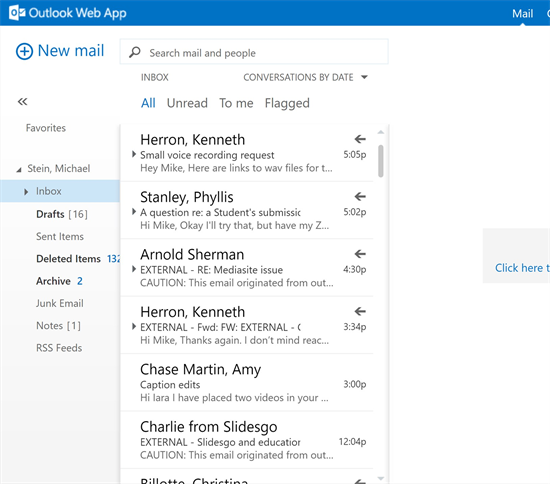 Outlook Web App
Mail
New mail
Search mail and people
INBOX
CONVERSATIONS BY DATE
All Unread To me Flagged
Favorites
Stein, Michael
Inbox
Drafts [16]
Sent Items
Deleted Items 132
Archive 2
Junk Email
Notes [1]
RSS Feeds
Herron, Kenneth
Small voice recording request 5:05p
Hey Mike, Here are links to wav files for t...
Stanley, Phyllis
A question re: a Student's submissic 5:02p
Hi Mike, Okay I'll try that, but have my Z...
Arnold Sherman
EXTERNAL - RE: Mediasite issue 4:30p
CAUTION: This email originated from out...
Herron, Kenneth
EXTERNAL - Fwd: FW: EXTERNAL - C 3:34p
Hi Mike, Thanks again. I don't mind reac...
Chase Martin, Amy
Caption edits 3:00p
Hi lara I have placed two videos in your ...
Charlie from Slidesgo
EXTERNAL - Slidesgo and education 12:04p
CAUTION: This email originated from out...
Billotte, Christina
Click here t